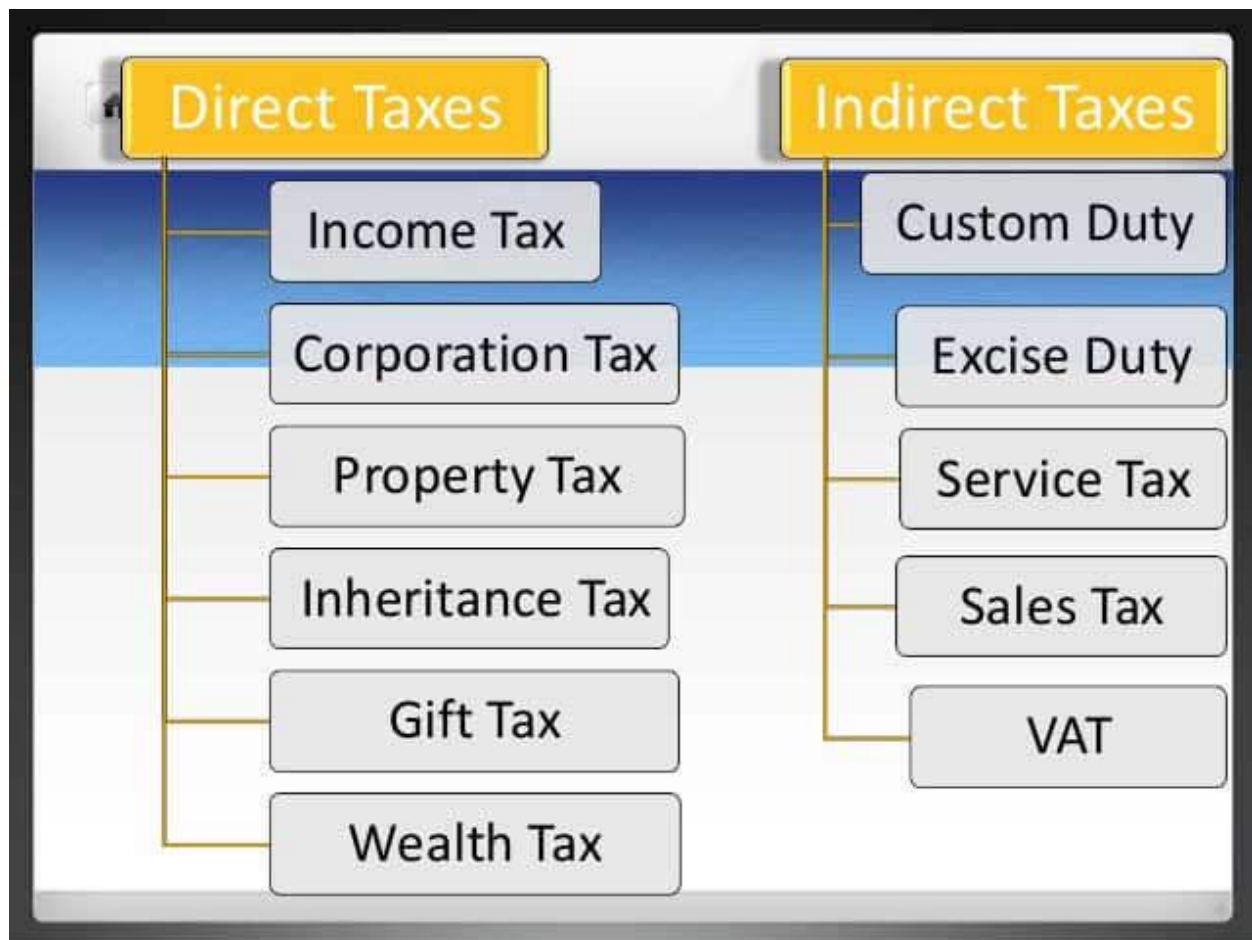 Direct Taxes
Income Tax
Corporation Tax
Property Tax
Inheritance Tax
Gift Tax
Wealth Tax
Indirect Taxes
Custom Duty
Excise Duty
Service Tax
Sales Tax
VAT